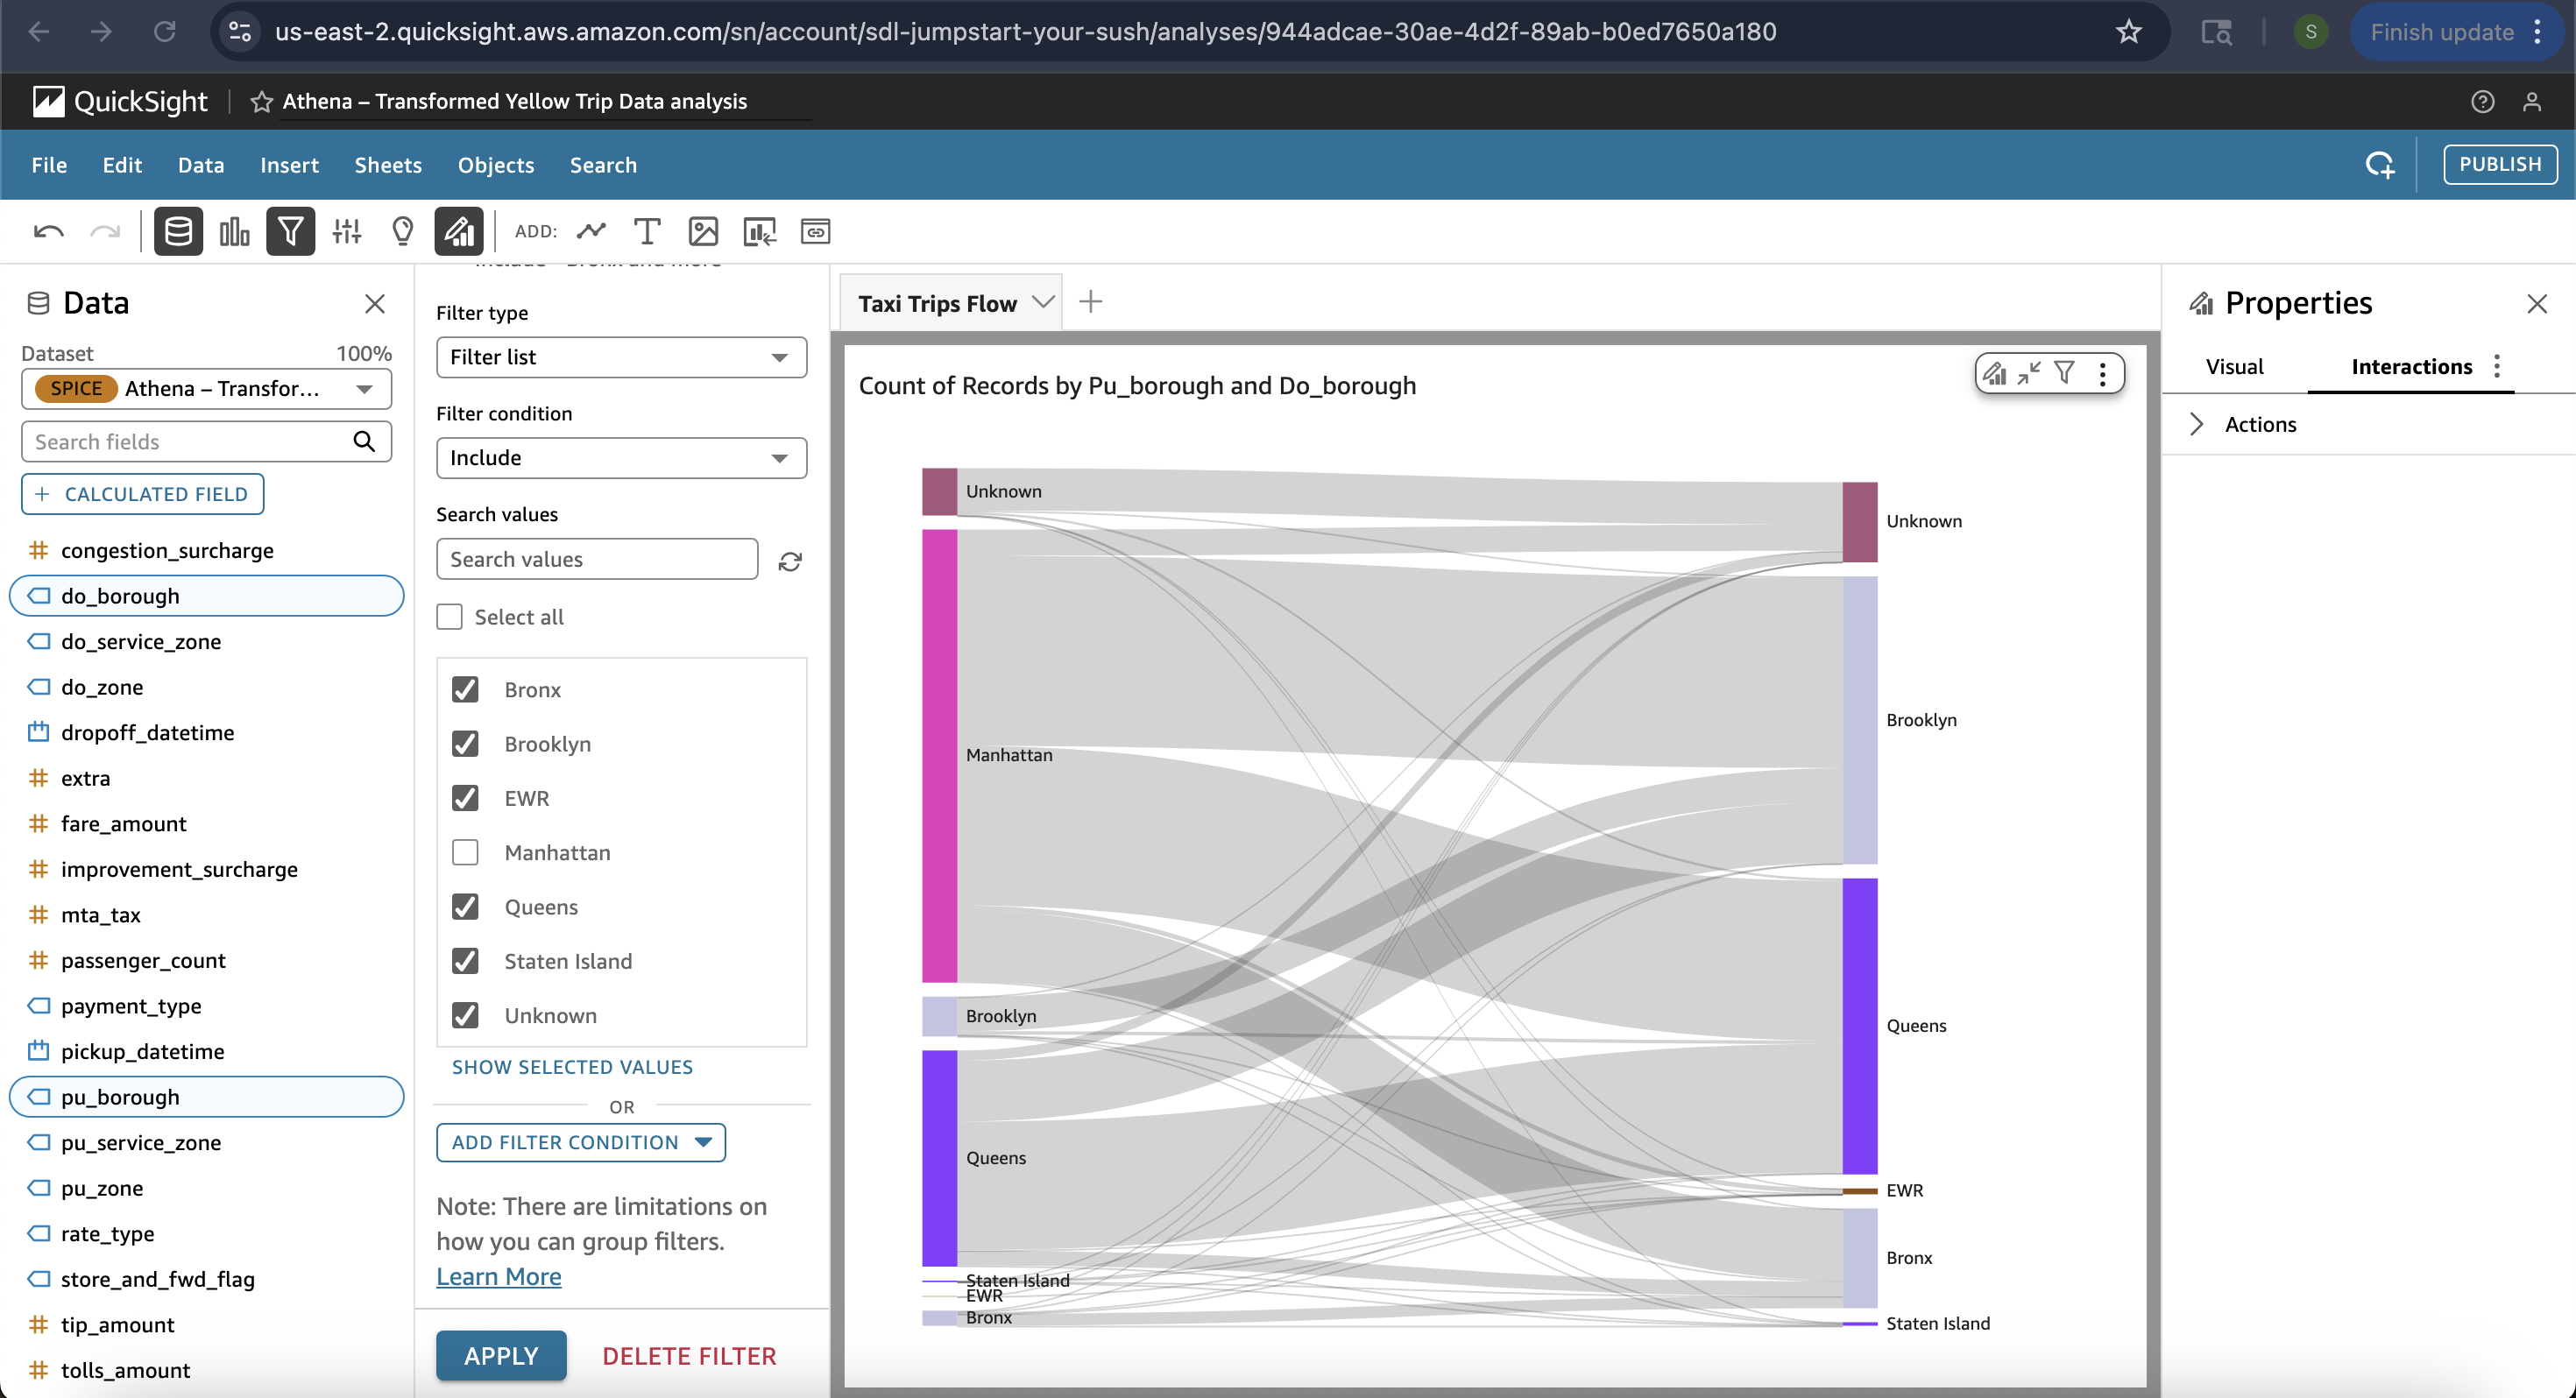 us-east-2.quicksight.aws.amazon.com/sn/account/sdl-jumpstart-your-sush/analyses/944adcae-30ae-4d2f-89ab-b0ed7650a180
S
Finish update
QuickSight
Athena – Transformed Yellow Trip Data analysis
File Edit Data Insert Sheets Objects Search
PUBLISH
ADD:
Data
Dataset 100%
SPICE Athena – Transfor...
Search fields
+ CALCULATED FIELD
congestion_surcharge
do_borough
do_service_zone
do_zone
dropoff_datetime
extra
fare_amount
improvement_surcharge
mta_tax
passenger_count
payment_type
pickup_datetime
pu_borough
pu_service_zone
pu_zone
rate_type
store_and_fwd_flag
tip_amount
tolls_amount
Filter type
Filter list
Filter condition
Include
Search values
Search values
Select all
Bronx
Brooklyn
EWR
Manhattan
Queens
Staten Island
Unknown
SHOW SELECTED VALUES
OR
ADD FILTER CONDITION
Note: There are limitations on
how you can group filters.
Learn More
APPLY DELETE FILTER
Taxi Trips Flow
Count of Records by Pu_borough and Do_borough
Unknown
Manhattan
Brooklyn
Queens
Staten Island
EWR
Bronx
Unknown
Brooklyn
Queens
EWR
Bronx
Staten Island
Properties
Visual Interactions
Actions